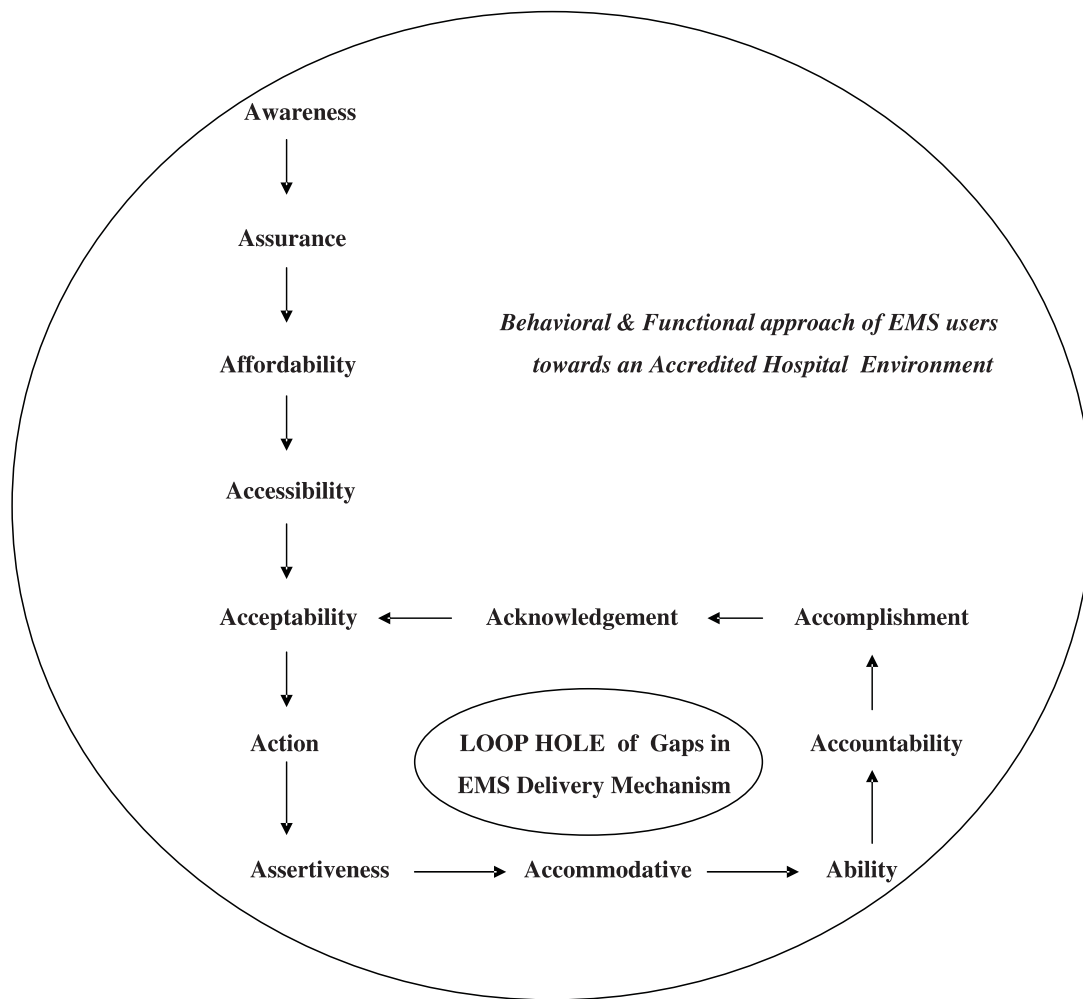 Awareness
Assurance
Behavioral & Functional approach of EMS users
towards an Accredited Hospital Environment
Affordability
Accessibility
Acceptability
Acknowledgement
Accomplishment
Action
LOOP HOLE of Gaps in
EMS Delivery Mechanism
Accountability
Assertiveness
Accommodative
Ability